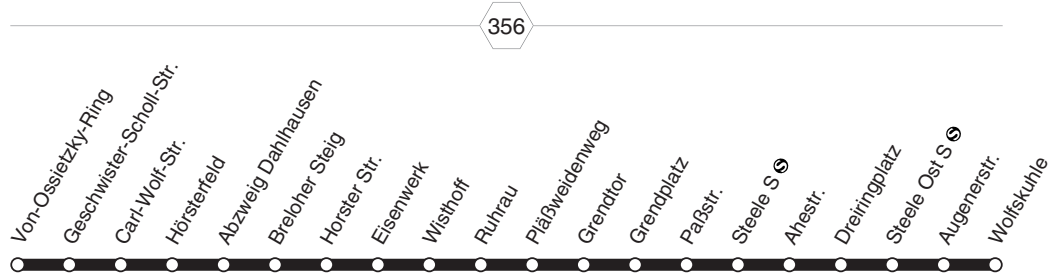 356
Von-Ossietzky-Ring
Geschwister-Scholl-Str.
Carl-Wolf-Str.
Hörsterfeld
Abzweig Dahlhausen
Breloher Steig
Horster Str.
Eisenwerk
Wisthoff
Ruhrau
Pläßweidenweg
Grendtor
Grendplatz
Paßstr.
Steele S S
Ahestr.
Dreiringplatz
Steele Ost S S
Augenerstr.
Wolfskuhle